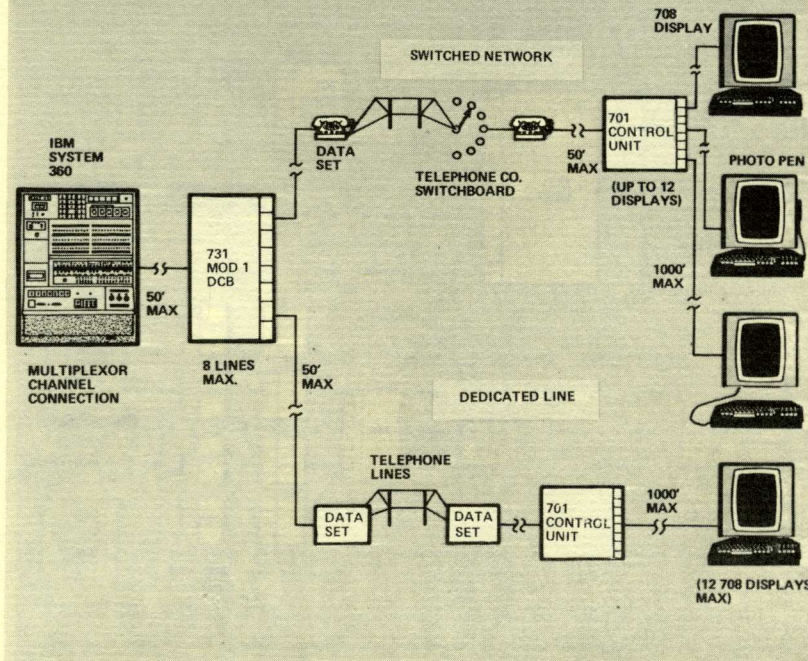 708
DISPLAY
SWITCHED NETWORK
IBM
SYSTEM
360
DATA
SET
TELEPHONE CO.
SWITCHBOARD
50'
MAX
701
CONTROL
UNIT
(UP TO 12
DISPLAYS)
PHOTO PEN
731
MOD 1
DCB
50'
MAX
1000'
MAX
MULTIPLEXOR
CHANNEL
CONNECTION
8 LINES
MAX.
50'
MAX
DEDICATED LINE
TELEPHONE
LINES
DATA
SET
DATA
SET
701
CONTROL
UNIT
1000'
MAX
(12 708 DISPLAYS
MAX)